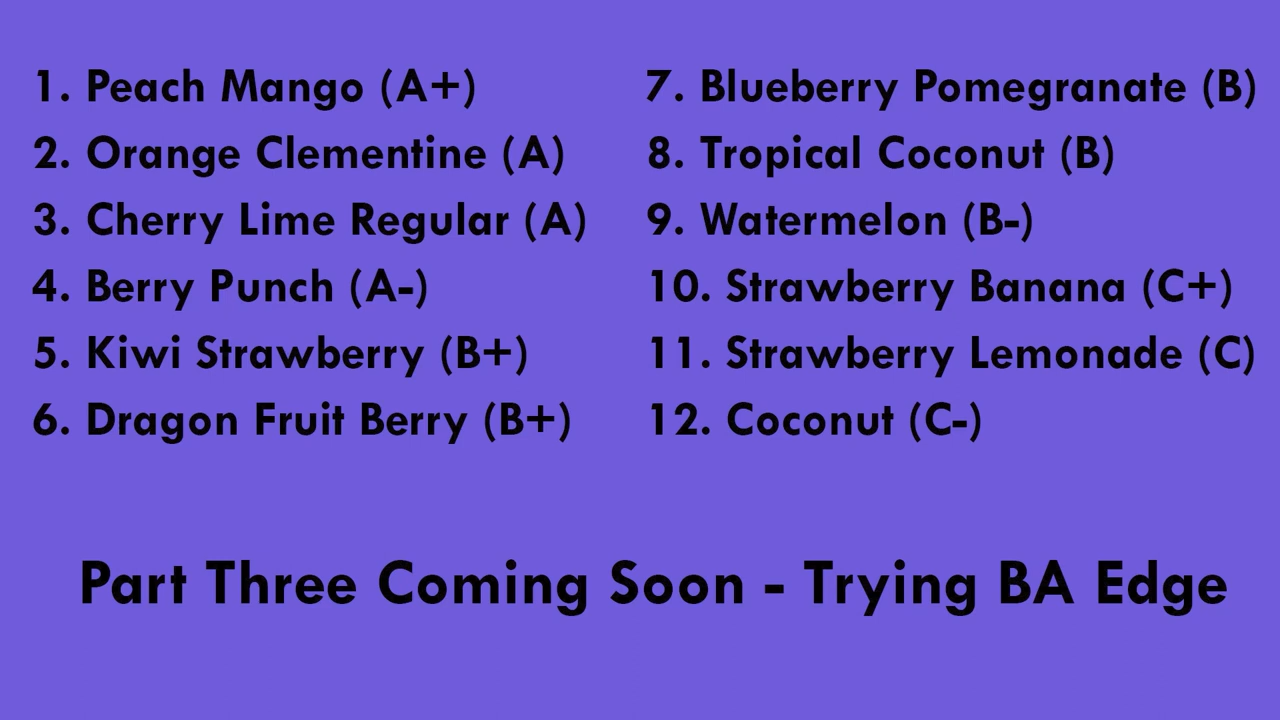 1. Peach Mango (A+)
2. Orange Clementine (A)
3. Cherry Lime Regular (A)
4. Berry Punch (A-)
5. Kiwi Strawberry (B+)
6. Dragon Fruit Berry (B+)
7. Blueberry Pomegranate (B)
8. Tropical Coconut (B)
9. Watermelon (B-)
10. Strawberry Banana (C+)
11. Strawberry Lemonade (C)
12. Coconut (C-)
Part Three Coming Soon - Trying BA Edge